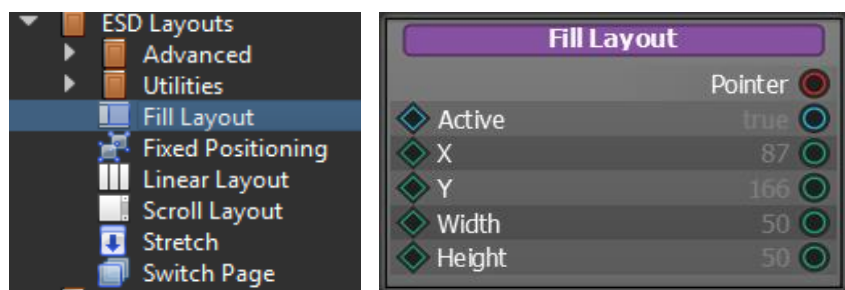 ESD Layouts
Advanced
Utilities
Fill Layout
Fixed Positioning
Linear Layout
Scroll Layout
Stretch
Switch Page
Fill Layout
Pointer
Active true
X 87
Y 166
Width 50
Height 50